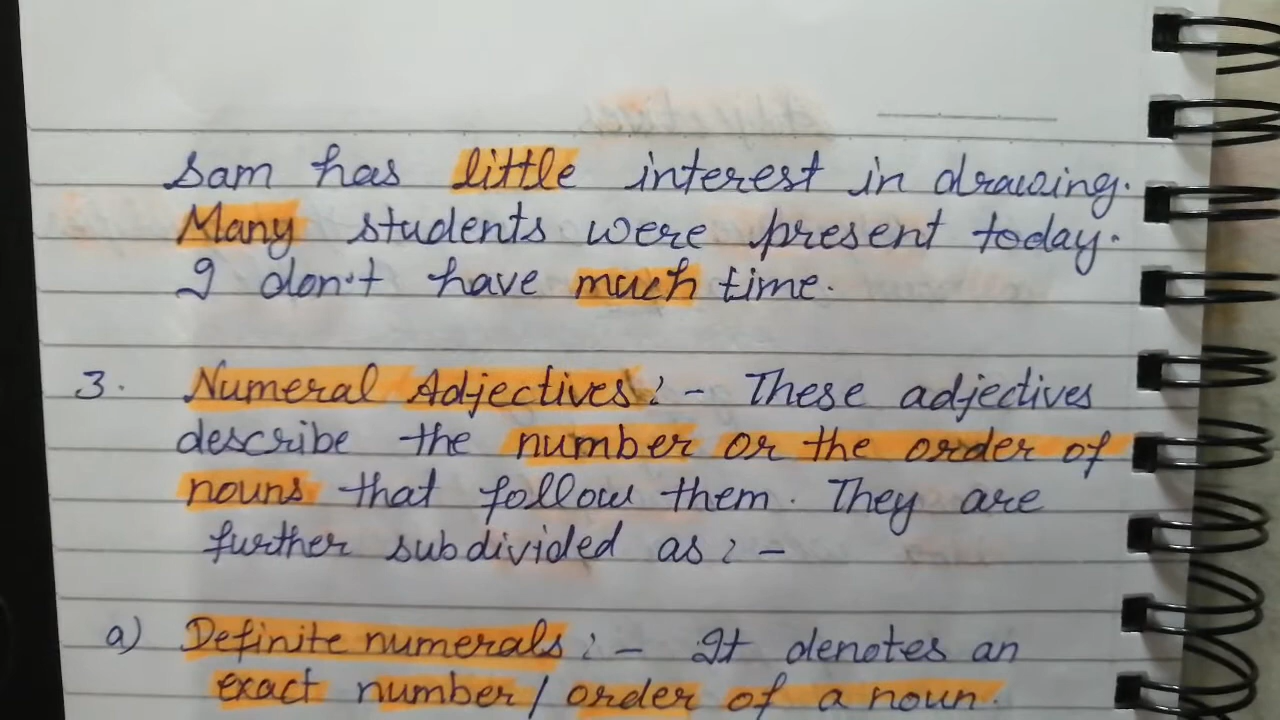 Sam has little interest in drawing.
Many students were present today.
I don't have much time.
3. Numeral Adjectives :- These adjectives
describe the number or the order of
nouns that follow them. They are
further subdivided as :-
a) Definite numerals :- It denotes an
exact number/ order of a noun.